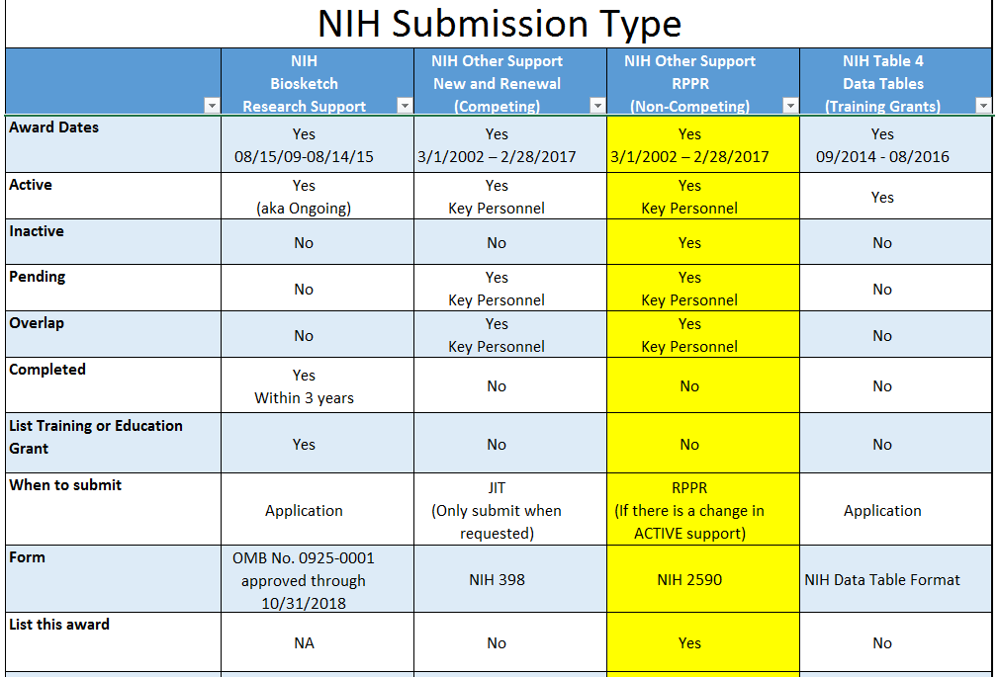 NIH Submission Type
NIH
Biosketch
Research Support
NIH Other Support
New and Renewal
(Competing)
NIH Other Support
RPPR
(Non-Competing)
NIH Table 4
Data Tables
(Training Grants)
Award Dates
Yes
08/15/09-08/14/15
Yes
3/1/2002 – 2/28/2017
Yes
3/1/2002 – 2/28/2017
Yes
09/2014 - 08/2016
Active
Yes
(aka Ongoing)
Yes
Key Personnel
Yes
Key Personnel
Yes
Inactive
No
No
Yes
No
Pending
No
Yes
Key Personnel
Yes
Key Personnel
No
Overlap
No
Yes
Key Personnel
Yes
Key Personnel
No
Completed
Yes
Within 3 years
No
No
No
List Training or Education
Grant
Yes
No
No
No
When to submit
Application
JIT
(Only submit when
requested)
RPPR
(If there is a change in
ACTIVE support)
Application
Form
OMB No. 0925-0001
approved through
10/31/2018
NIH 398
NIH 2590
NIH Data Table Format
List this award
NA
No
Yes
No